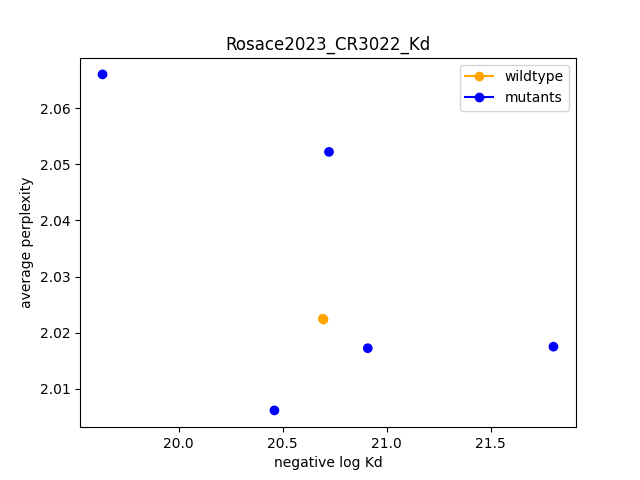 Rosace2023_CR3022_Kd
wildtype
mutants
average perplexity
2.06
2.05
2.04
2.03
2.02
2.01
20.0
20.5
21.0
21.5
negative log Kd